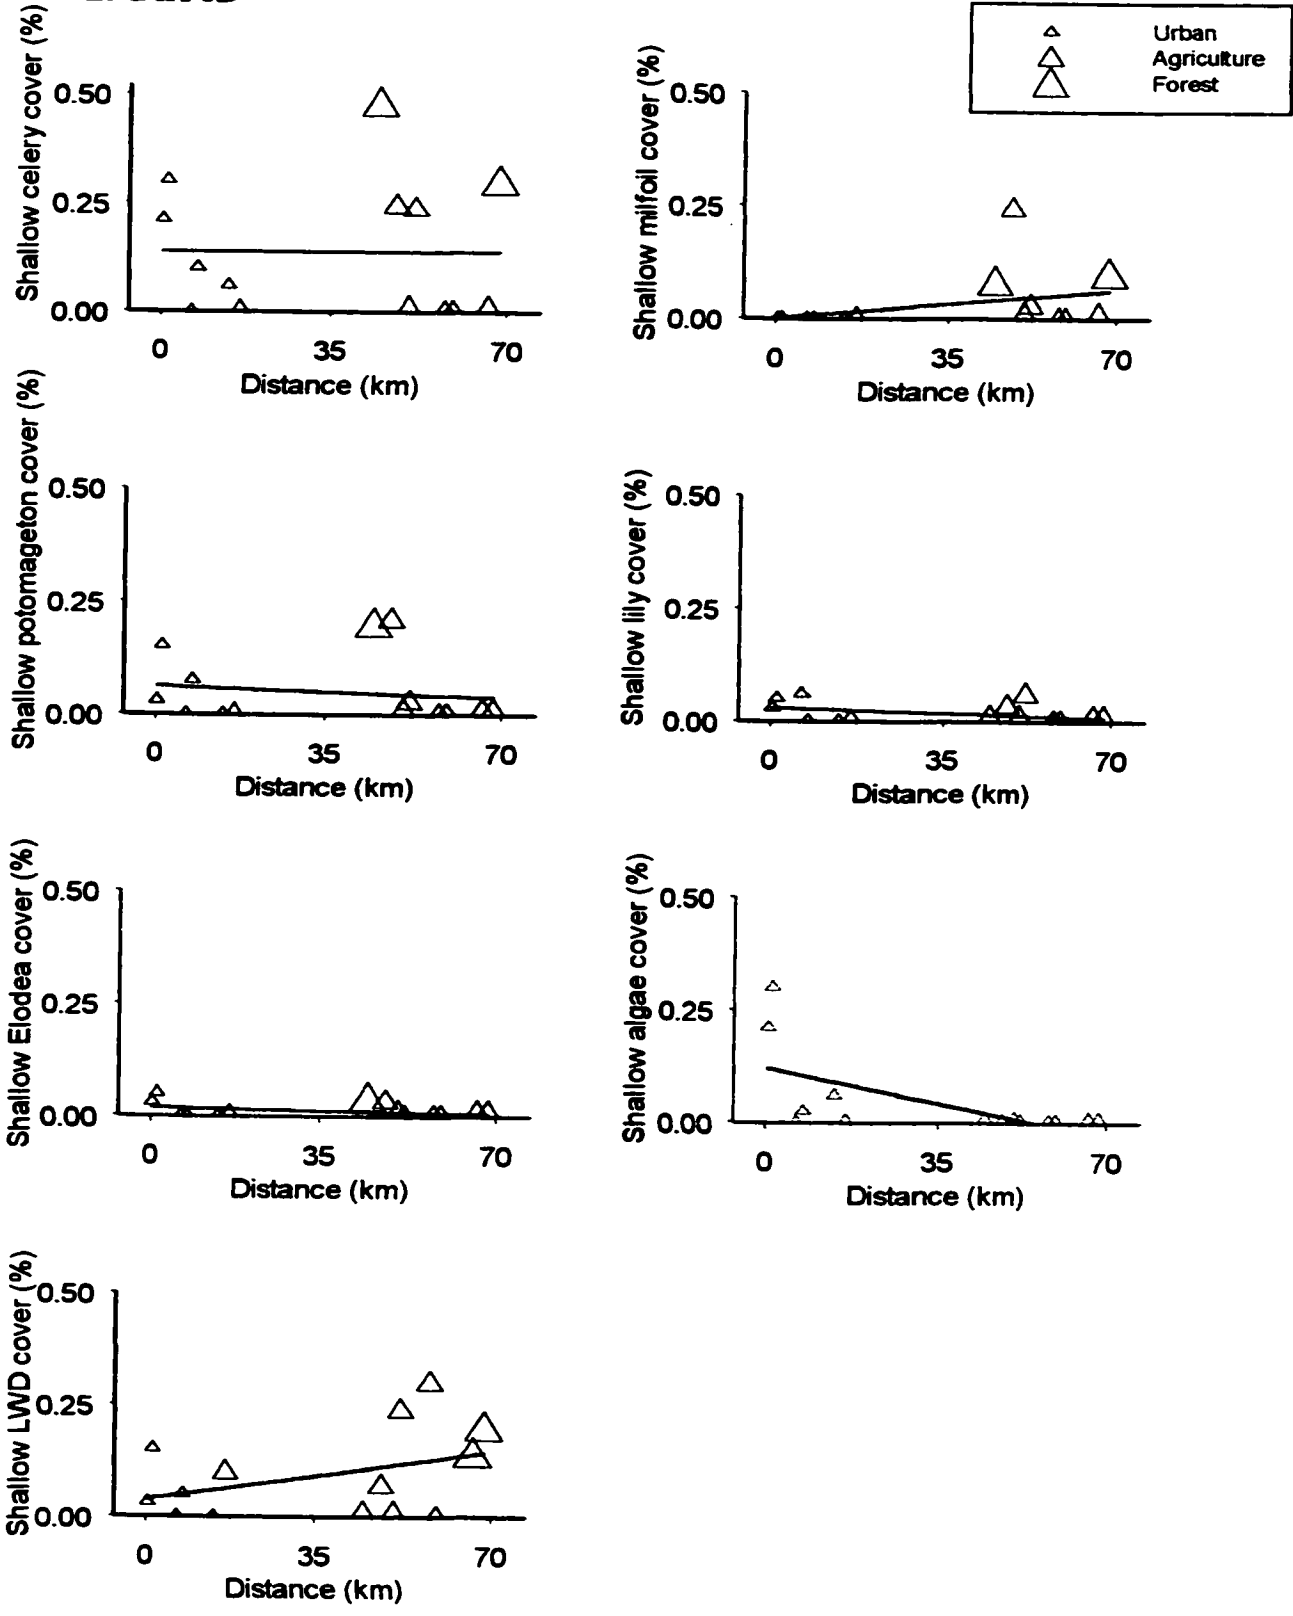 Urban
Agriculture
Forest
Shallow celery cover (%)
0.50
0.25
0.00
0 35 70
Distance (km)
Shallow milfoil cover (%)
0.50
0.25
0.00
0 35 70
Distance (km)
Shallow potomageton cover (%)
0.50
0.25
0.00
0 35 70
Distance (km)
Shallow lily cover (%)
0.50
0.25
0.00
0 35 70
Distance (km)
Shallow Elodea cover (%)
0.50
0.25
0.00
0 35 70
Distance (km)
Shallow algae cover (%)
0.50
0.25
0.00
0 35 70
Distance (km)
Shallow LWD cover (%)
0.50
0.25
0.00
0 35 70
Distance (km)